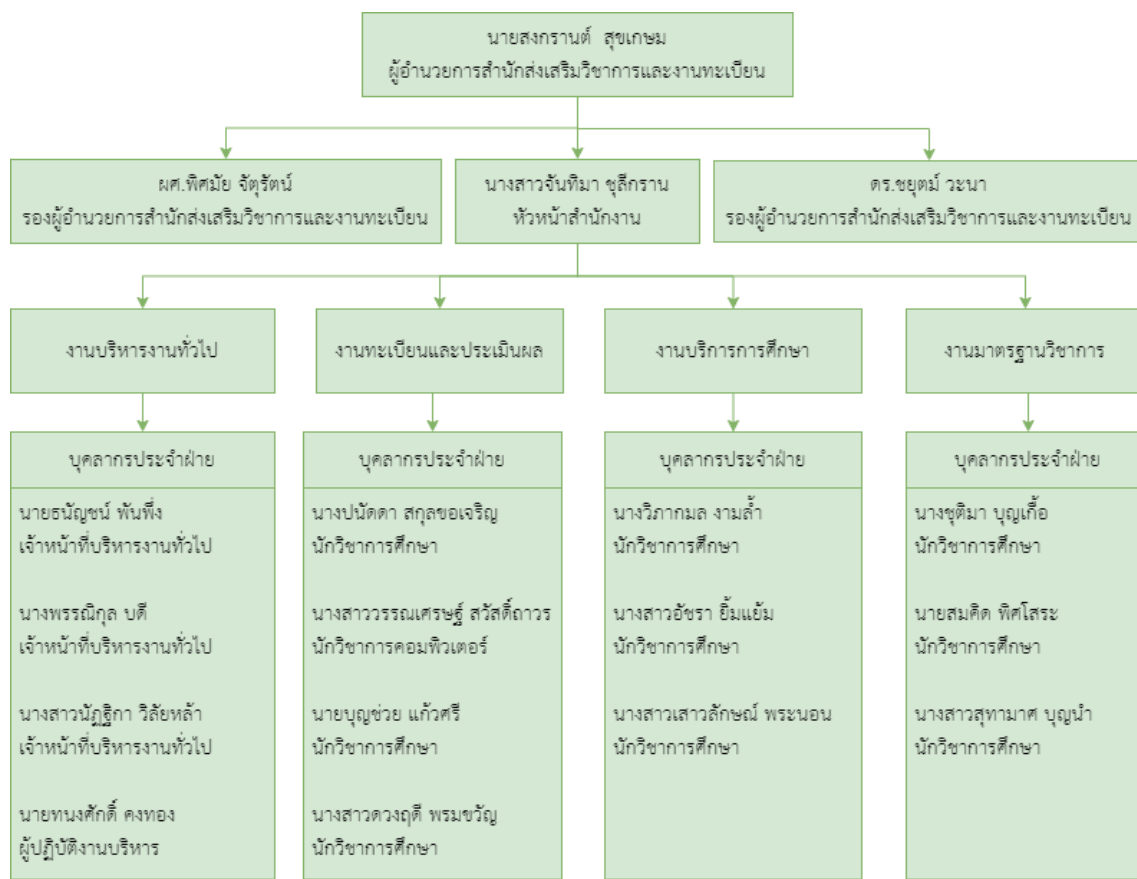 นายสงกรานต์ สุขเกษม
ผู้อำนวยการสำนักส่งเสริมวิชาการและงานทะเบียน
ผศ.พิศมัย จัตุรัตน์
รองผู้อำนวยการสำนักส่งเสริมวิชาการและงานทะเบียน
นางสาวจันทิมา ชุลีกราน
หัวหน้าสำนักงาน
ดร.ชยุตม์ วะนา
รองผู้อำนวยการสำนักส่งเสริมวิชาการและงานทะเบียน
งานบริหารงานทั่วไป
งานทะเบียนและประเมินผล
งานบริการการศึกษา
งานมาตรฐานวิชาการ
บุคลากรประจำฝ่าย
นายธนัญชน์ พันพึ่ง
เจ้าหน้าที่บริหารงานทั่วไป
นางพรรณิกุล บดี
เจ้าหน้าที่บริหารงานทั่วไป
นางสาวนัฏฐิกา วิลัยหล้า
เจ้าหน้าที่บริหารงานทั่วไป
นายทนงศักดิ์ คงทอง
ผู้ปฏิบัติงานบริหาร
บุคลากรประจำฝ่าย
นางปนัดดา สกุลขอเจริญ
นักวิชาการศึกษา
นางสาววรรณเศรษฐ์ สวัสดิ์ถาวร
นักวิชาการคอมพิวเตอร์
นายบุญช่วย แก้วศรี
นักวิชาการศึกษา
นางสาวดวงฤดี พรมขวัญ
นักวิชาการศึกษา
บุคลากรประจำฝ่าย
นางวิภากมล งามล้ำ
นักวิชาการศึกษา
นางสาวอัชรา ยิ้มแย้ม
นักวิชาการศึกษา
นางสาวเสาวลักษณ์ พระนอน
นักวิชาการศึกษา
บุคลากรประจำฝ่าย
นางชุติมา บุญเกื้อ
นักวิชาการศึกษา
นายสมคิด พิศโสระ
นักวิชาการศึกษา
นางสาวสุทามาศ บุญนำ
นักวิชาการศึกษา